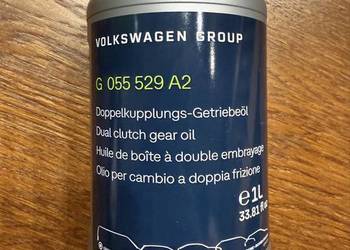 VOLKSWAGEN GROUP
G 055 529 A2
Doppelkupplungs-Getriebeöl
Dual clutch gear oil
Huile de boîte à double embrayage
Olio per cambio a doppia frizione
e 1L
33.81 fl oz